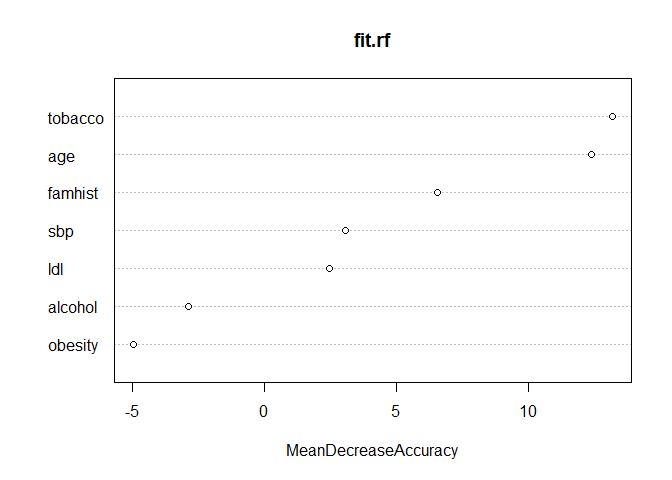 fit.rf
tobacco
age
famhist
sbp
ldl
alcohol
obesity
-5 0 5 10
MeanDecreaseAccuracy